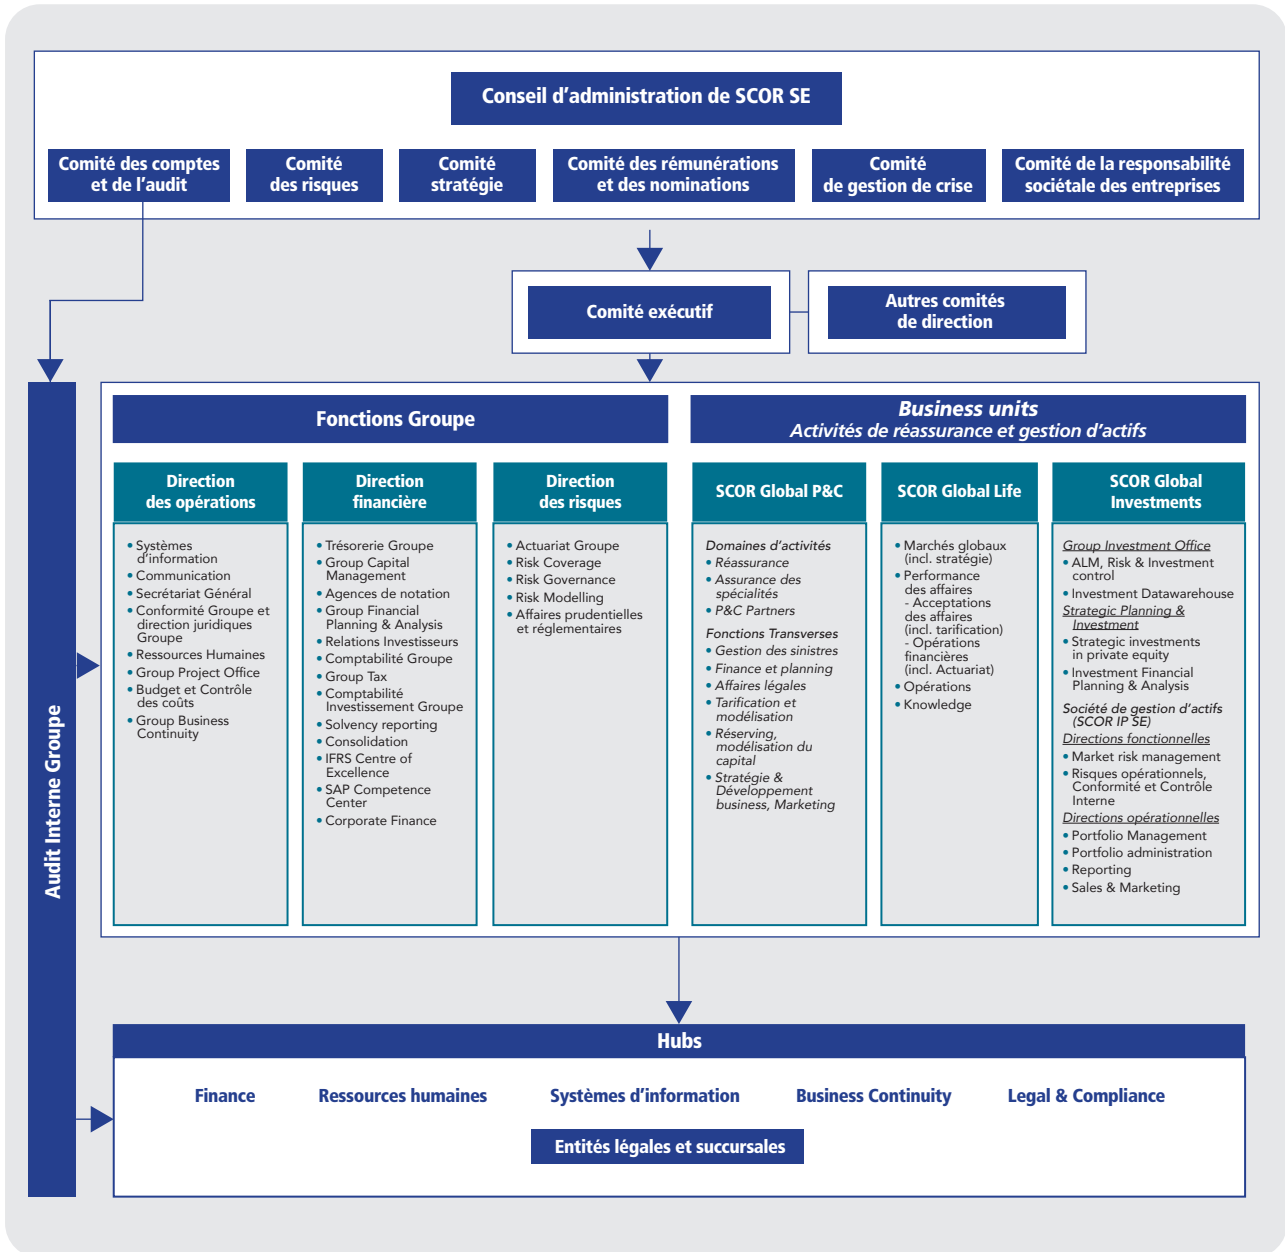 Conseil d'administration de SCOR SE
Comité des comptes
et de l'audit
Comité
des risques
Comité
stratégie
Comité des rémunérations
et des nominations
Comité
de gestion de crise
Comité de la responsabilité
sociétale des entreprises
Comité exécutif
Autres comités
de direction
Audit Interne Groupe
Fonctions Groupe
Business units
Activités de réassurance et gestion d'actifs
Direction
des opérations
• Systèmes
d'information
• Communication
• Secrétariat Général
• Conformité Groupe et
direction juridiques
Groupe
• Ressources Humaines
• Group Project Office
• Budget et Contrôle
des coûts
• Group Business
Continuity
Direction
financière
• Trésorerie Groupe
• Group Capital
Management
• Agences de notation
• Group Financial
Planning & Analysis
• Relations Investisseurs
• Comptabilité Groupe
• Group Tax
• Comptabilité
Investissement Groupe
• Solvency reporting
• Consolidation
• IFRS Centre of
Excellence
• SAP Competence
Center
• Corporate Finance
Direction
des risques
• Actuariat Groupe
• Risk Coverage
• Risk Governance
• Risk Modelling
• Affaires prudentielles
et réglementaires
SCOR Global P&C
Domaines d'activités
• Réassurance
• Assurance des
spécialités
• P&C Partners
Fonctions Transverses
• Gestion des sinistres
• Finance et planning
• Affaires légales
• Tarification et
modélisation
• Réserving,
modélisation du
capital
• Stratégie &
Développement
business, Marketing
SCOR Global Life
• Marchés globaux
(incl. stratégie)
• Performance
des affaires
- Acceptations
des affaires
(incl. tarification)
- Opérations
financières
(incl. Actuariat)
• Opérations
• Knowledge
SCOR Global
Investments
Group Investment Office
• ALM, Risk & Investment
control
• Investment Datawarehouse
Strategic Planning &
Investment
• Strategic investments
in private equity
• Investment Financial
Planning & Analysis
Société de gestion d'actifs
(SCOR IP SE)
Directions fonctionnelles
• Market risk management
• Risques opérationnels,
Conformité et Contrôle
Interne
Directions opérationnelles
• Portfolio Management
• Portfolio administration
• Reporting
• Sales & Marketing
Hubs
Finance
Ressources humaines
Systèmes d'information
Business Continuity
Legal & Compliance
Entités légales et succursales